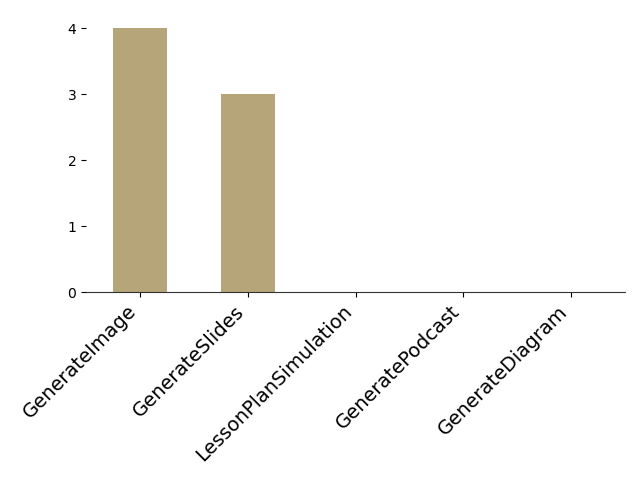 4
3
2
1
0
GenerateImage
GenerateSlides
LessonPlanSimulation
GeneratePodcast
GenerateDiagram